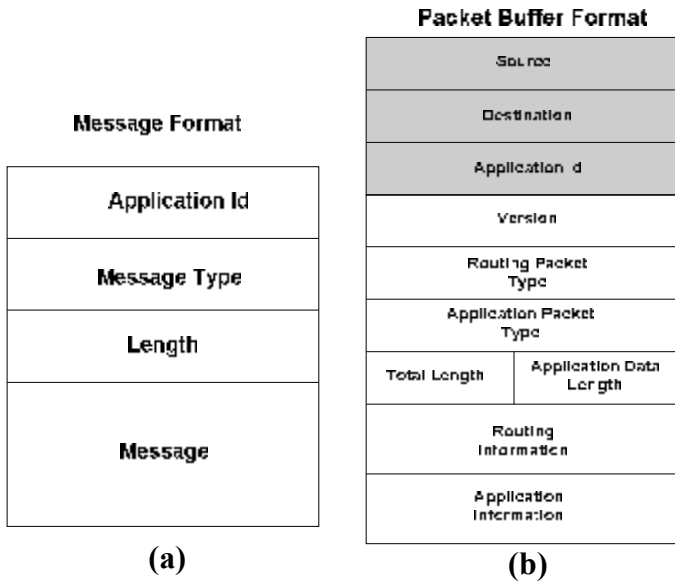 Message Format
Application Id
Message Type
Length
Message
(a)
Packet Buffer Format
Source
Destination
Application Id
Version
Routing Packet
Type
Application Packet
Type
Total Length
Application Data
Length
Routing
Information
Application
Information
(b)